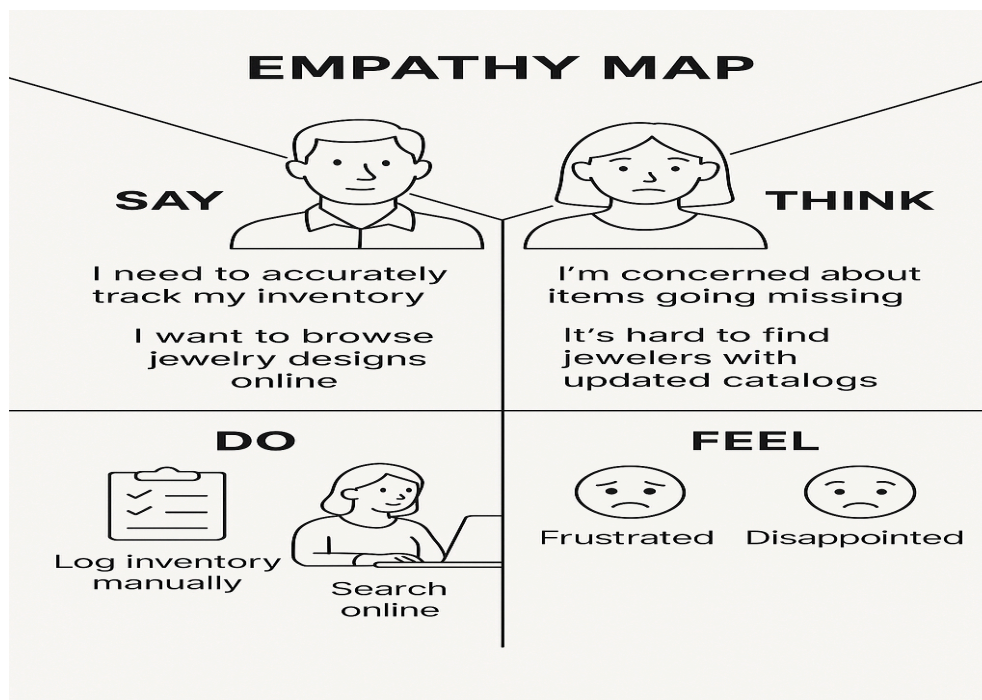 EMPATHY MAP
SAY
I need to accurately
track my inventory
I want to browse
jewelry designs
online
THINK
I'm concerned about
items going missing
It's hard to find
jewelers with
updated catalogs
DO
Log inventory
manually
Search
online
FEEL
Frustrated
Disappointed